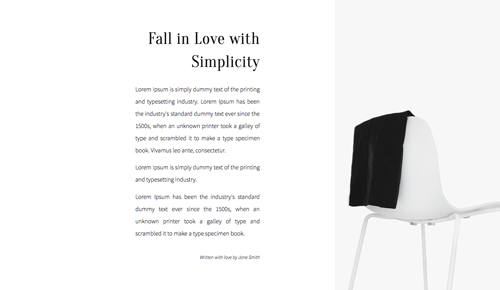 Fall in Love with
Simplicity
Lorem Ipsum is simply dummy text of the printing
and typesetting industry. Lorem Ipsum has been
the industry's standard dummy text ever since the
1500s, when an unknown printer took a galley of
type and scrambled it to make a type specimen
book. Vivamus leo ante, consectetur.
Lorem Ipsum is simply dummy text of the printing
and typesetting industry.
Lorem Ipsum has been the industry's standard
dummy text ever since the 1500s, when an
unknown printer took a galley of type and
scrambled it to make a type specimen book.
Written with love by Jane Smith